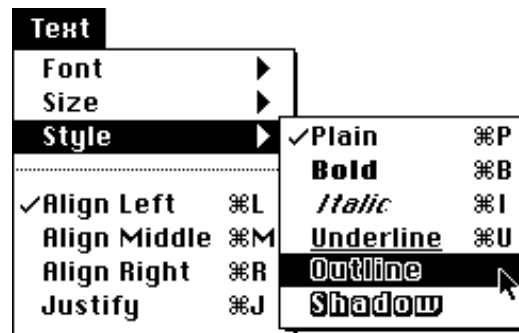 Text
Font ▶
Size ▶
Style ▶
✓Plain ⌘P
Bold ⌘B
Italic ⌘I
Underline ⌘U
Outline
Shadow
✓Align Left ⌘L
Align Middle ⌘M
Align Right ⌘R
Justify ⌘J